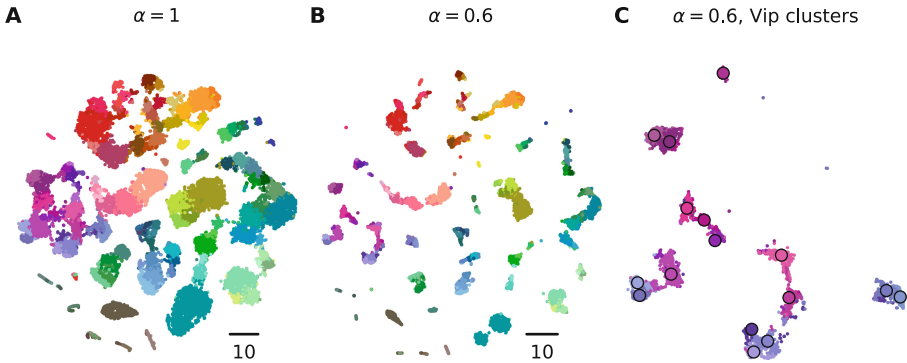 A α = 1
B α = 0.6
C α = 0.6, Vip clusters
10
10